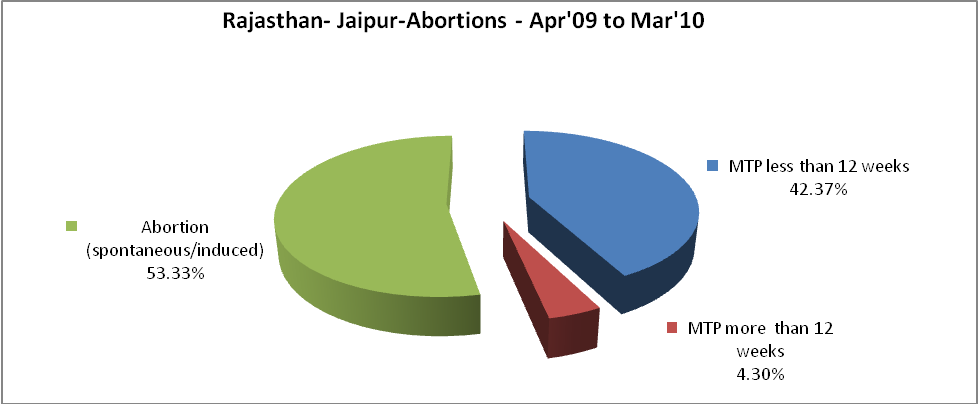 Rajasthan- Jaipur-Abortions - Apr'09 to Mar'10
MTP less than 12 weeks
42.37%
Abortion
(spontaneous/induced)
53.33%
MTP more than 12
weeks
4.30%